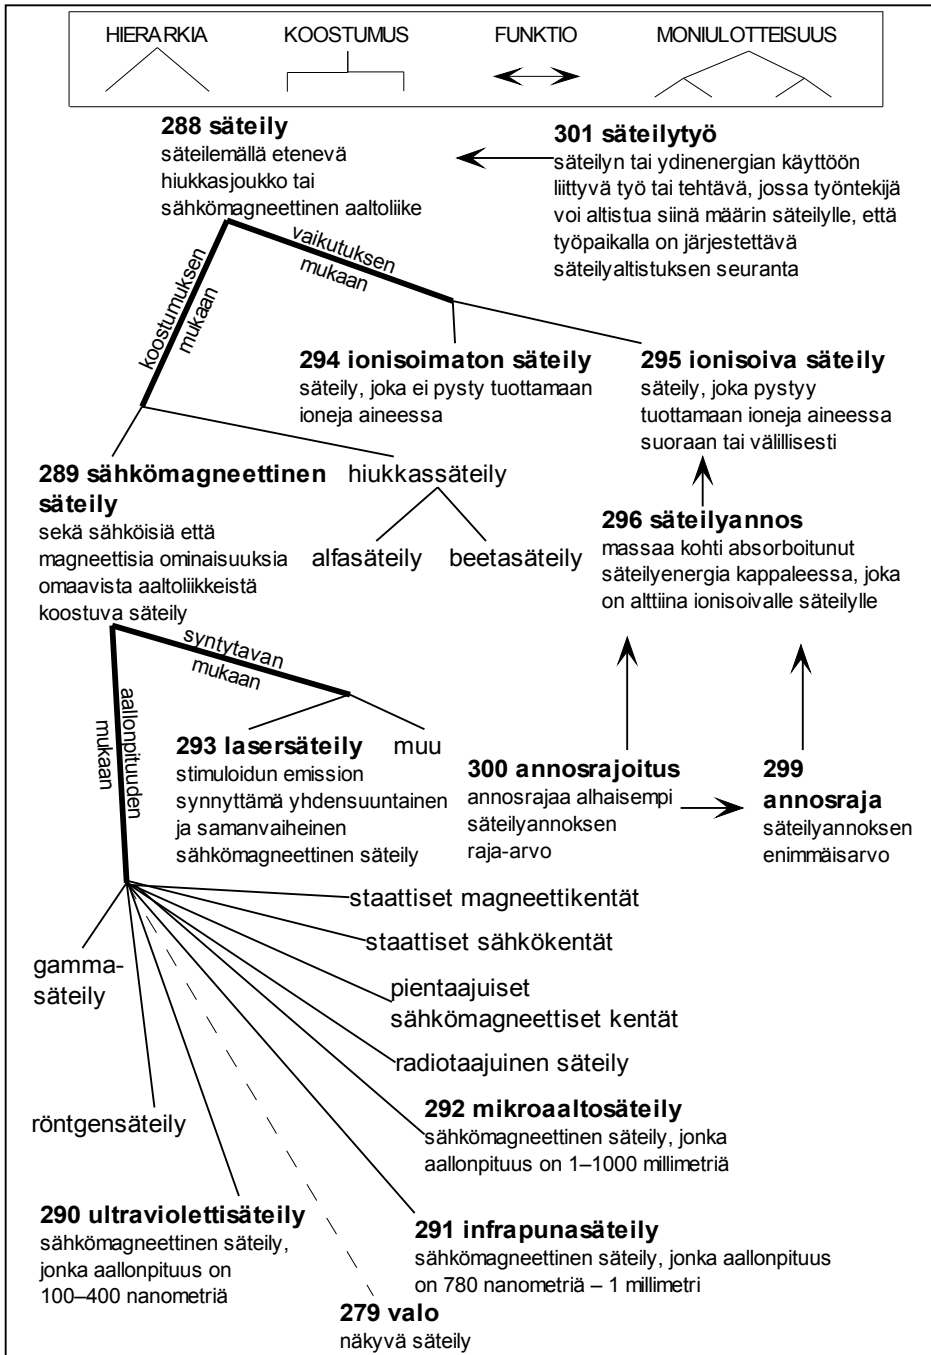 HIERARKIA KOOSTUMUS FUNKTIO MONIULOTTEISUUS
288 säteily
säteilemällä etenevä
hiukkasjoukko tai
sähkömagneettinen aaltoliike
301 säteilytyö
säteilyn tai ydinenergian käyttöön
liittyvä työ tai tehtävä, jossa työntekijä
voi altistua siinä määrin säteilylle, että
työpaikalla on järjestettävä
säteilyaltistuksen seuranta
koostumuksen
mukaan
vaikutuksen
mukaan
294 ionisoimaton säteily
säteily, joka ei pysty tuottamaan
ioneja aineessa
295 ionisoiva säteily
säteily, joka pystyy
tuottamaan ioneja aineessa
suoraan tai välillisesti
289 sähkömagneettinen
säteily
sekä sähköisiä että
magneettisia ominaisuuksia
omaavista aaltoliikkeistä
koostuva säteily
hiukkassäteily
alfasäteily beetasäteily
296 säteilyannos
massaa kohti absorboitunut
säteilyenergia kappaleessa, joka
on alttiina ionisoivalle säteilylle
syntytavan
mukaan
aallonpituuden
mukaan
293 lasersäteily
stimuloidun emission
synnyttämä yhdensuuntainen
ja samanvaiheinen
sähkömagneettinen säteily
muu
300 annosrajoitus
annosrajaa alhaisempi
säteilyannoksen
raja-arvo
299
annosraja
säteilyannoksen
enimmäisarvo
staattiset magneettikentät
staattiset sähkökentät
gamma-
säteily
pientaajuiset
sähkömagneettiset kentät
radiotaajuinen säteily
röntgensäteily
292 mikroaaltosäteily
sähkömagneettinen säteily, jonka
aallonpituus on 1–1000 millimetriä
290 ultraviolettisäteily
sähkömagneettinen säteily,
jonka aallonpituus on
100–400 nanometriä
291 infrapunasäteily
sähkömagneettinen säteily, jonka aallonpituus
on 780 nanometriä – 1 millimetri
279 valo
näkyvä säteily